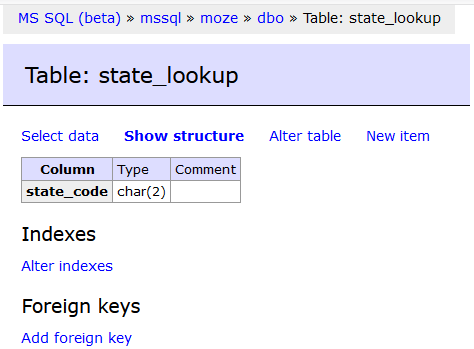 MS SQL (beta) » mssql » moze » dbo » Table: state_lookup
Table: state_lookup
Select data Show structure Alter table New item
Column Type Comment
state_code char(2)
Indexes
Alter indexes
Foreign keys
Add foreign key